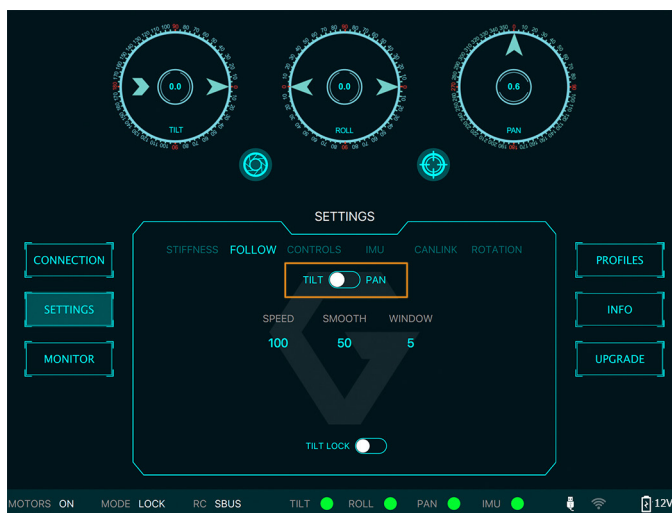 0.0
TILT
0.0
ROLL
0.6
PAN
SETTINGS
STIFFNESS FOLLOW CONTROLS IMU CANLINK ROTATION
TILT PAN
SPEED SMOOTH WINDOW
100 50 5
TILT LOCK
CONNECTION
SETTINGS
MONITOR
PROFILES
INFO
UPGRADE
MOTORS ON MODE LOCK RC SBUS TILT ROLL PAN IMU 12V